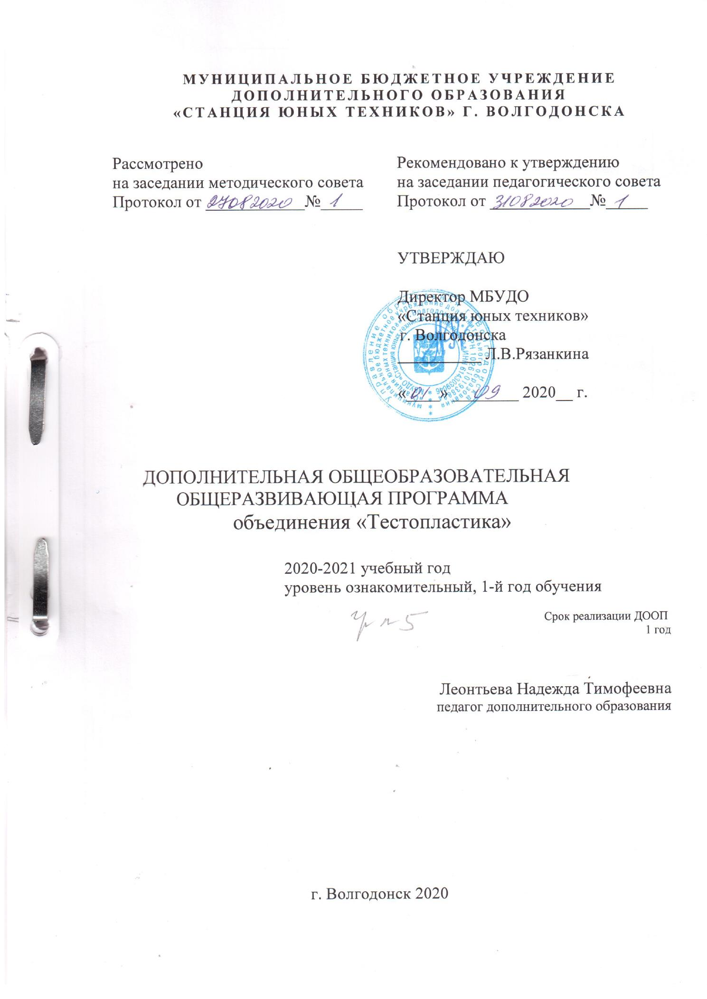 МУНИЦИПАЛЬНОЕ БЮДЖЕТНОЕ УЧРЕЖДЕНИЕ
ДОПОЛНИТЕЛЬНОГО ОБРАЗОВАНИЯ
«СТАНЦИЯ ЮНЫХ ТЕХНИКОВ» Г. ВОЛГОДОНСКА
Рассмотрено
на заседании методического совета
Протокол от 27082020 № 1
Рекомендовано к утверждению
на заседании педагогического совета
Протокол от 31082020 № 1
УТВЕРЖДАЮ
Директор МБУДО
«Станция юных техников»
г. Волгодонска
Л.В.Рязанкина
«01» 09 2020__ г.
ДОПОЛНИТЕЛЬНАЯ ОБЩЕОБРАЗОВАТЕЛЬНАЯ
ОБЩЕРАЗВИВАЮЩАЯ ПРОГРАММА
объединения «Тестопластика»
2020-2021 учебный год
уровень ознакомительный, 1-й год обучения
Срок реализации ДООП
1 год
Леонтьева Надежда Тимофеевна
педагог дополнительного образования
г. Волгодонск 2020